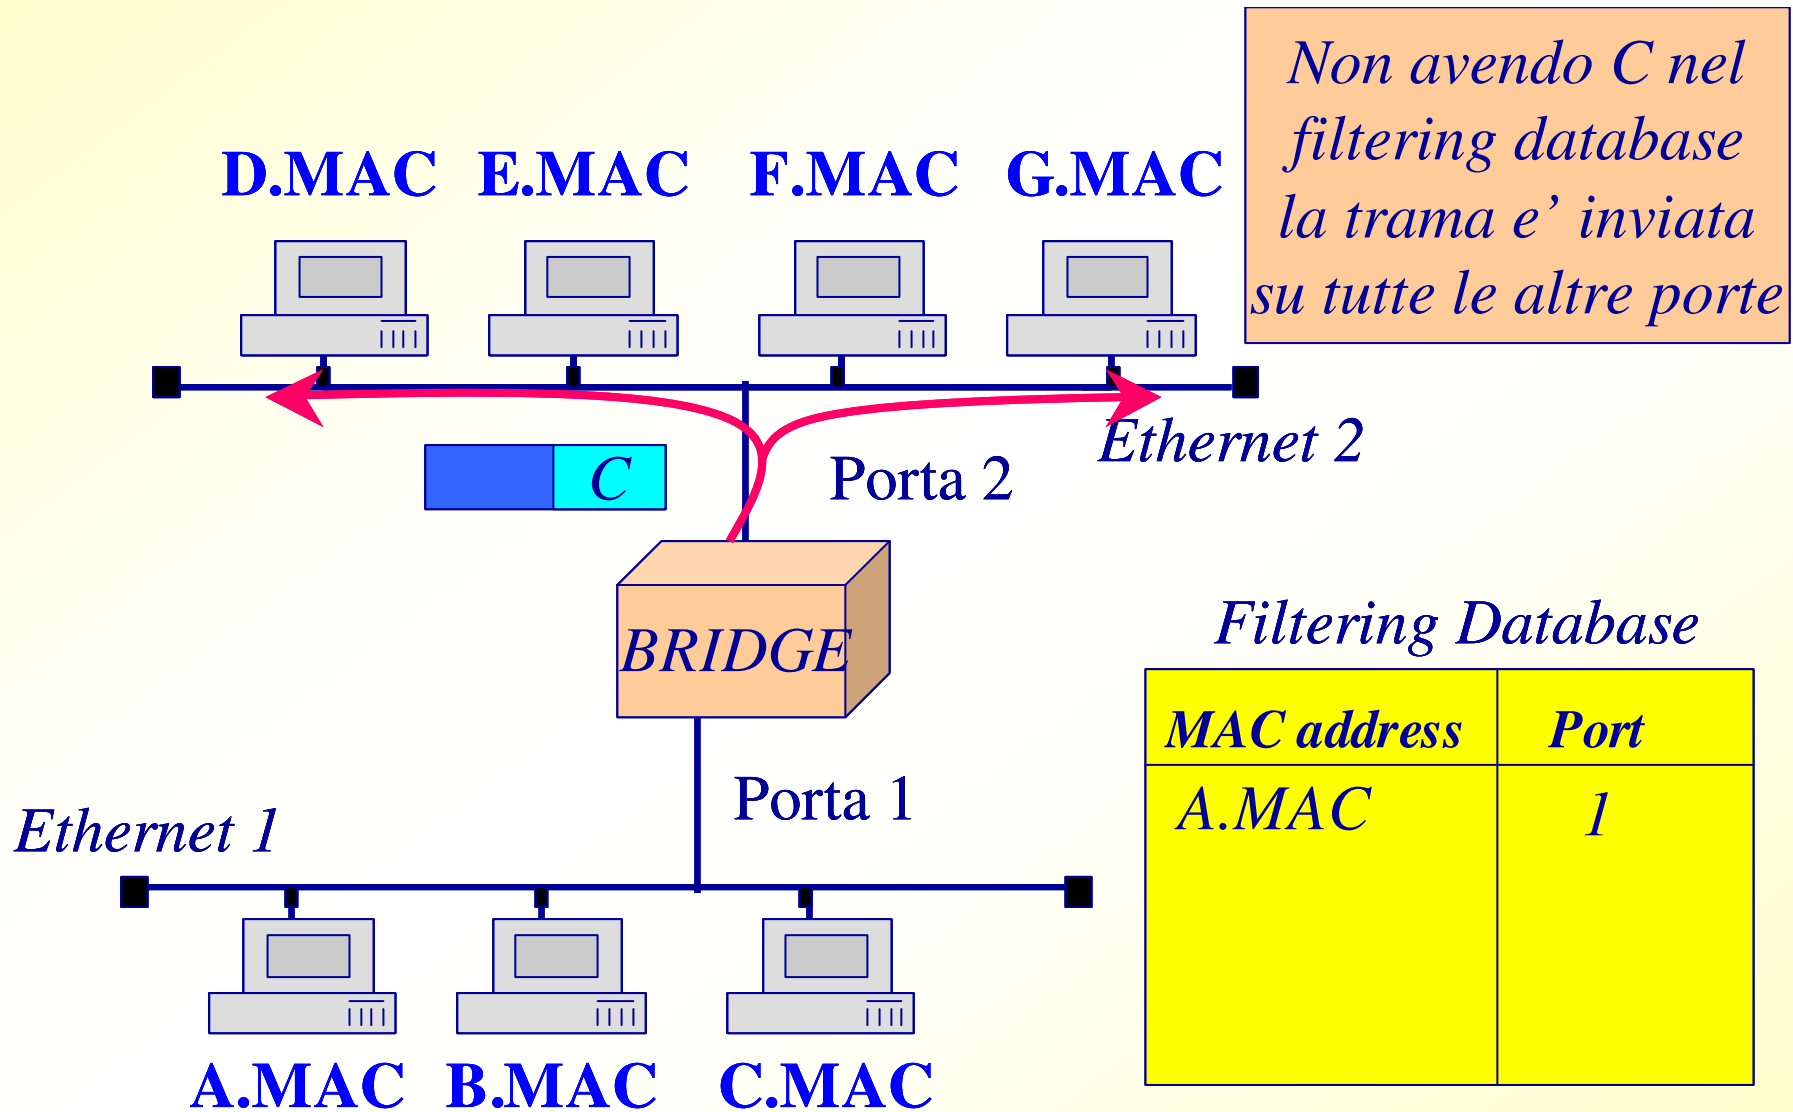 Non avendo C nel
filtering database
la trama e’ inviata
su tutte le altre porte
D.MAC E.MAC F.MAC G.MAC
Ethernet 2
C
Porta 2
BRIDGE
Filtering Database
MAC address Port
A.MAC 1
Porta 1
Ethernet 1
A.MAC B.MAC C.MAC